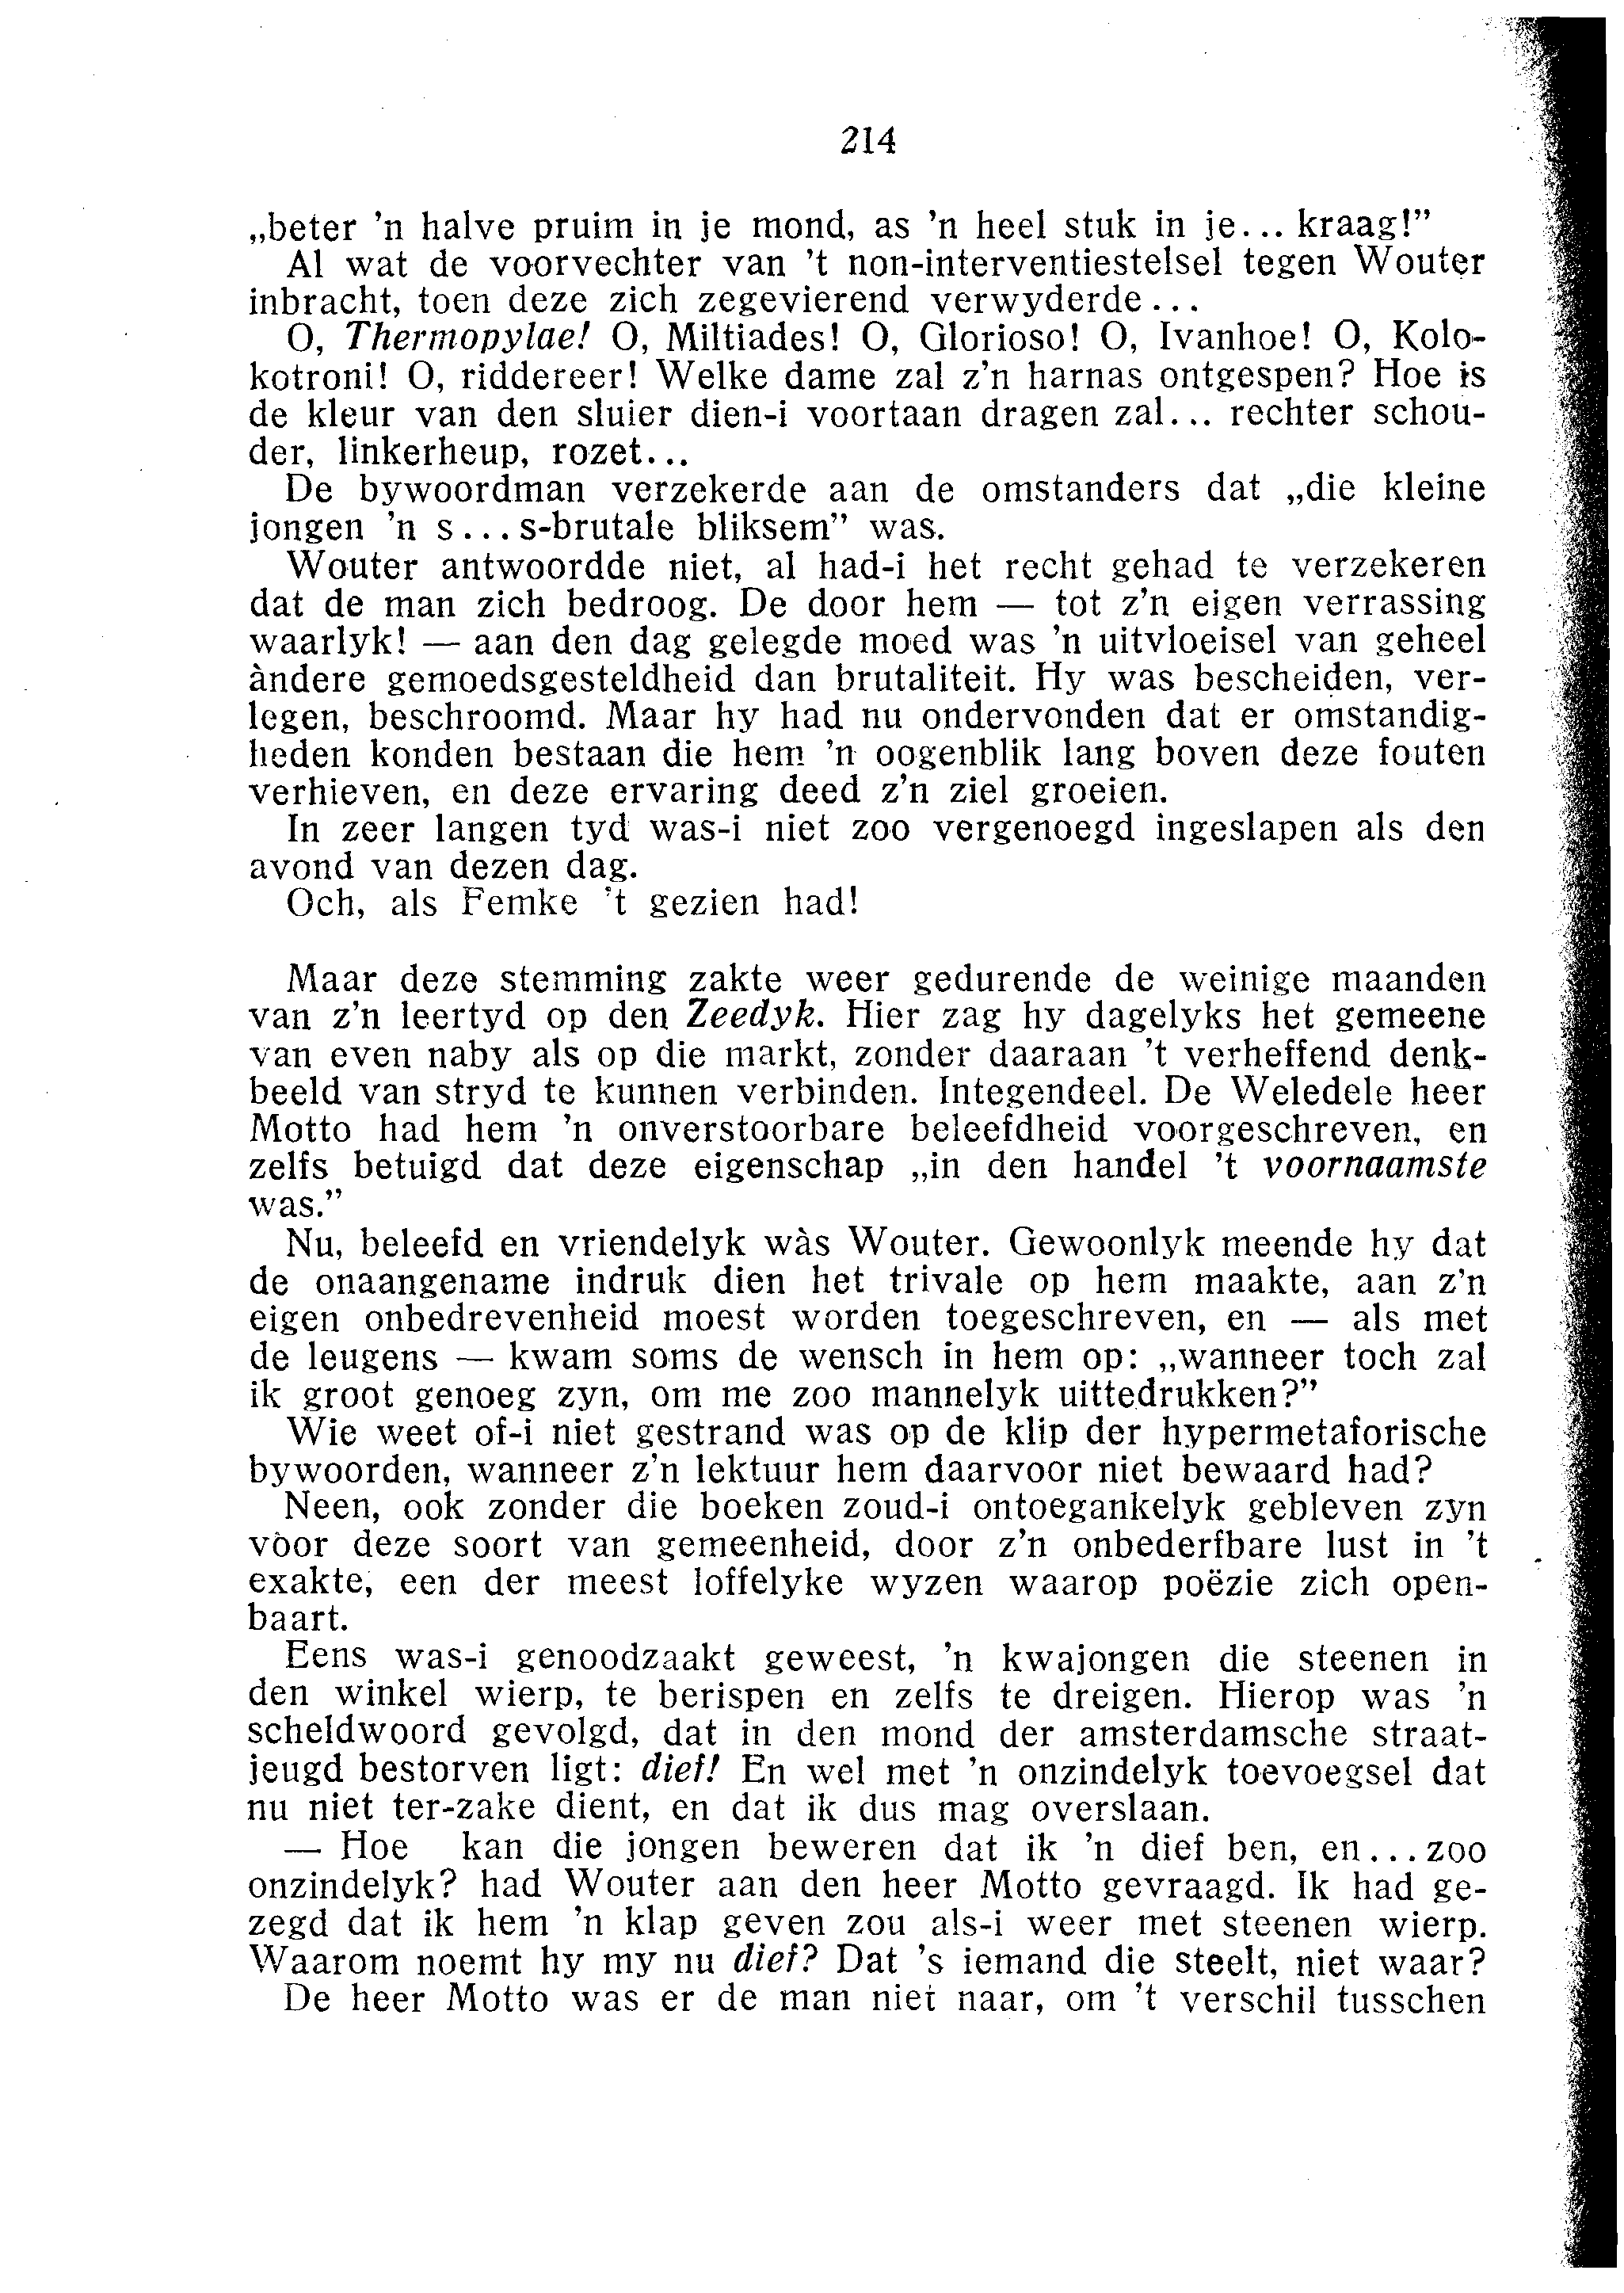 214
„beter 'n halve pruim in je mond, as 'n heel stuk in je... kraag!”
Al wat de voorvechter van 't non-interventiestelsel tegen Wouter
inbracht, toen deze zich zegevierend verwyderde...
O, Thermopylae! O, Miltiades! O, Glorioso! O, Ivanhoe! O, Kolo-
kotroni! O, riddereer! Welke dame zal z'n harnas ontgespen? Hoe is
de kleur van den sluier dien-i voortaan dragen zal... rechter schou-
der, linkerheup, rozet...
De bywoordman verzekerde aan de omstanders dat „die kleine
jongen 'n s... s-brutale bliksem” was.
Wouter antwoordde niet, al had-i het recht gehad te verzekeren
dat de man zich bedroog. De door hem — tot z'n eigen verrassing
waarlyk! — aan den dag gelegde moed was 'n uitvloeisel van geheel
àndere gemoedsgesteldheid dan brutaliteit. Hy was bescheiden, ver-
legen, beschroomd. Maar hy had nu ondervonden dat er omstandig-
heden konden bestaan die hem 'n oogenblik lang boven deze fouten
verhieven, en deze ervaring deed z'n ziel groeien.
In zeer langen tyd was-i niet zoo vergenoegd ingeslapen als den
avond van dezen dag.
Och, als Femke 't gezien had!
Maar deze stemming zakte weer gedurende de weinige maanden
van z'n leertyd op den Zeedyk. Hier zag hy dagelyks het gemeene
van even naby als op die markt, zonder daaraan 't verheffend denk-
beeld van stryd te kunnen verbinden. Integendeel. De Weledele heer
Motto had hem 'n onverstoorbare beleefdheid voorgeschreven, en
zelfs betuigd dat deze eigenschap „in den handel 't voornaamste
was.”
Nu, beleefd en vriendelyk wàs Wouter. Gewoonlyk meende hy dat
de onaangename indruk dien het trivale op hem maakte, aan z'n
eigen onbedrevenheid moest worden toegeschreven, en — als met
de leugens — kwam soms de wensch in hem op: „wanneer toch zal
ik groot genoeg zyn, om me zoo mannelyk uittedrukken?”
Wie weet of-i niet gestrand was op de klip der hypermetaforische
bywoorden, wanneer z'n lektuur hem daarvoor niet bewaard had?
Neen, ook zonder die boeken zoud-i ontoegankelyk gebleven zyn
vòor deze soort van gemeenheid, door z'n onbederfbare lust in 't
exakte, een der meest loffelyke wyzen waarop poëzie zich open-
baart.
Eens was-i genoodzaakt geweest, 'n kwajongen die steenen in
den winkel wierp, te berispen en zelfs te dreigen. Hierop was 'n
scheldwoord gevolgd, dat in den mond der amsterdamsche straat-
jeugd bestorven ligt: dief! En wel met 'n onzindelyk toevoegsel dat
nu niet ter-zake dient, en dat ik dus mag overslaan.
— Hoe kan die jongen beweren dat ik 'n dief ben, en... zoo
onzindelyk? had Wouter aan den heer Motto gevraagd. Ik had ge-
zegd dat ik hem 'n klap geven zou als-i weer met steenen wierp.
Waarom noemt hy my nu dief? Dat 's iemand die steelt, niet waar?
De heer Motto was er de man niet naar, om 't verschil tusschen